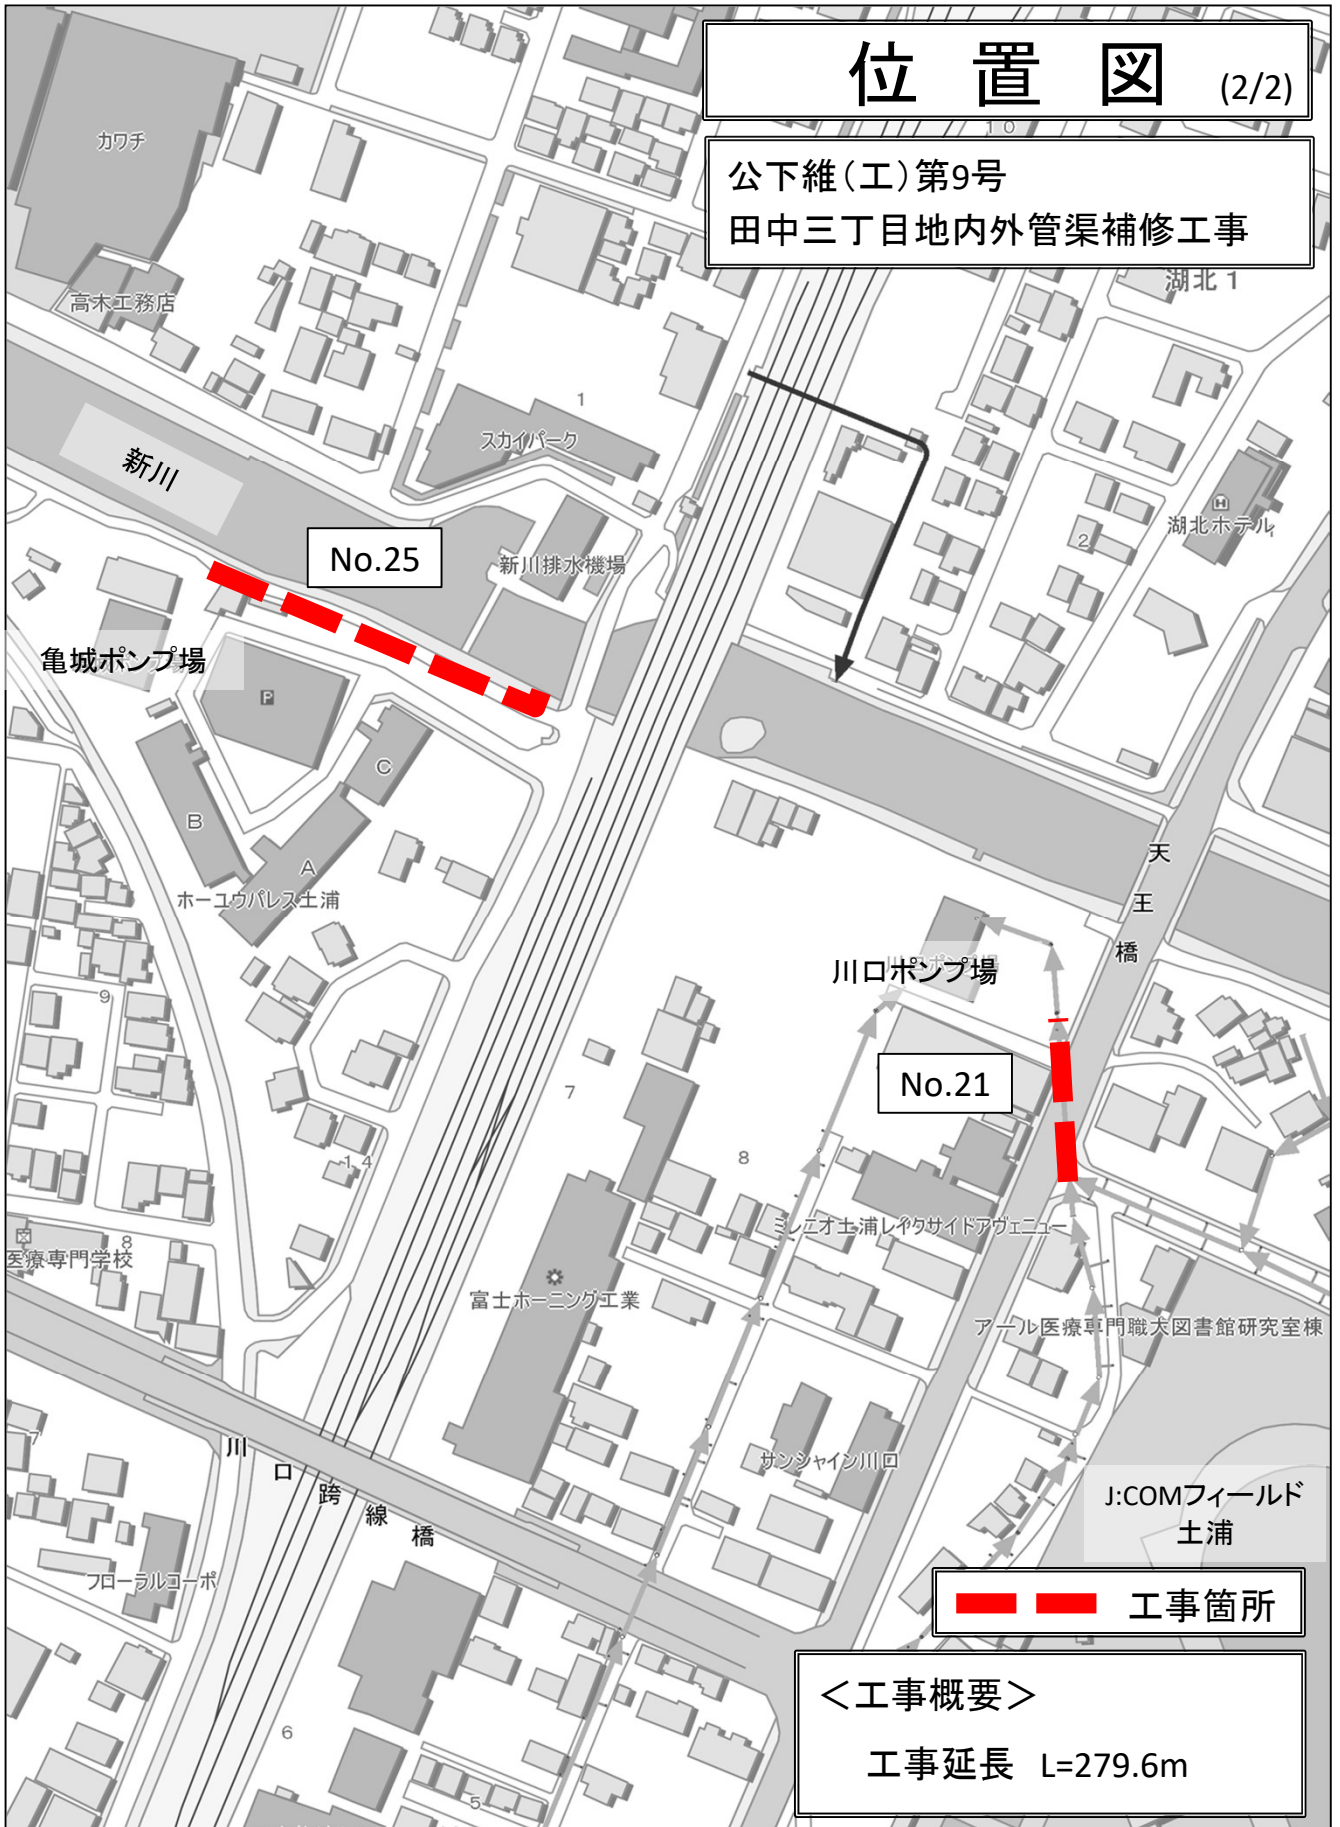 位置図 (2/2)
公下維(工)第9号
田中三丁目地内外管渠補修工事
10
カワチ
湖北1
高木工務店
1
スカイパーク
新川
No.25
新川排水機場
湖北ホテル
2
亀城ポンプ場
P
C
B
A
ホーユウパレス土浦
天王橋
川口ポンプ場
9
No.21
7
8
14
ミレニオ土浦レイクサイドアヴェニュー
8
医療専門学校
富士ホーニング工業
アール医療専門職大図書館研究室棟
7
川口跨線橋
サンシャイン川口
J:COMフィールド
土浦
フローラルコーポ
工事箇所
6
5
<工事概要>
工事延長 L=279.6m